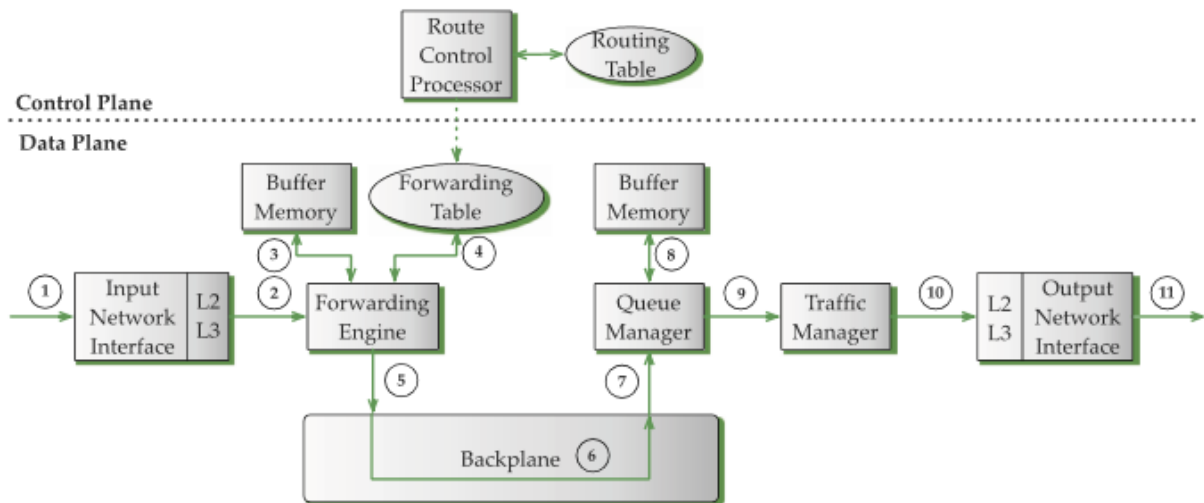 Route
Control
Processor
Routing
Table
Control Plane
Data Plane
Buffer
Memory
Forwarding
Table
Buffer
Memory
3
4
8
1
Input
Network
Interface
L2
L3
2
Forwarding
Engine
Queue
Manager
9
Traffic
Manager
10
L2
L3
Output
Network
Interface
11
5
7
Backplane
6